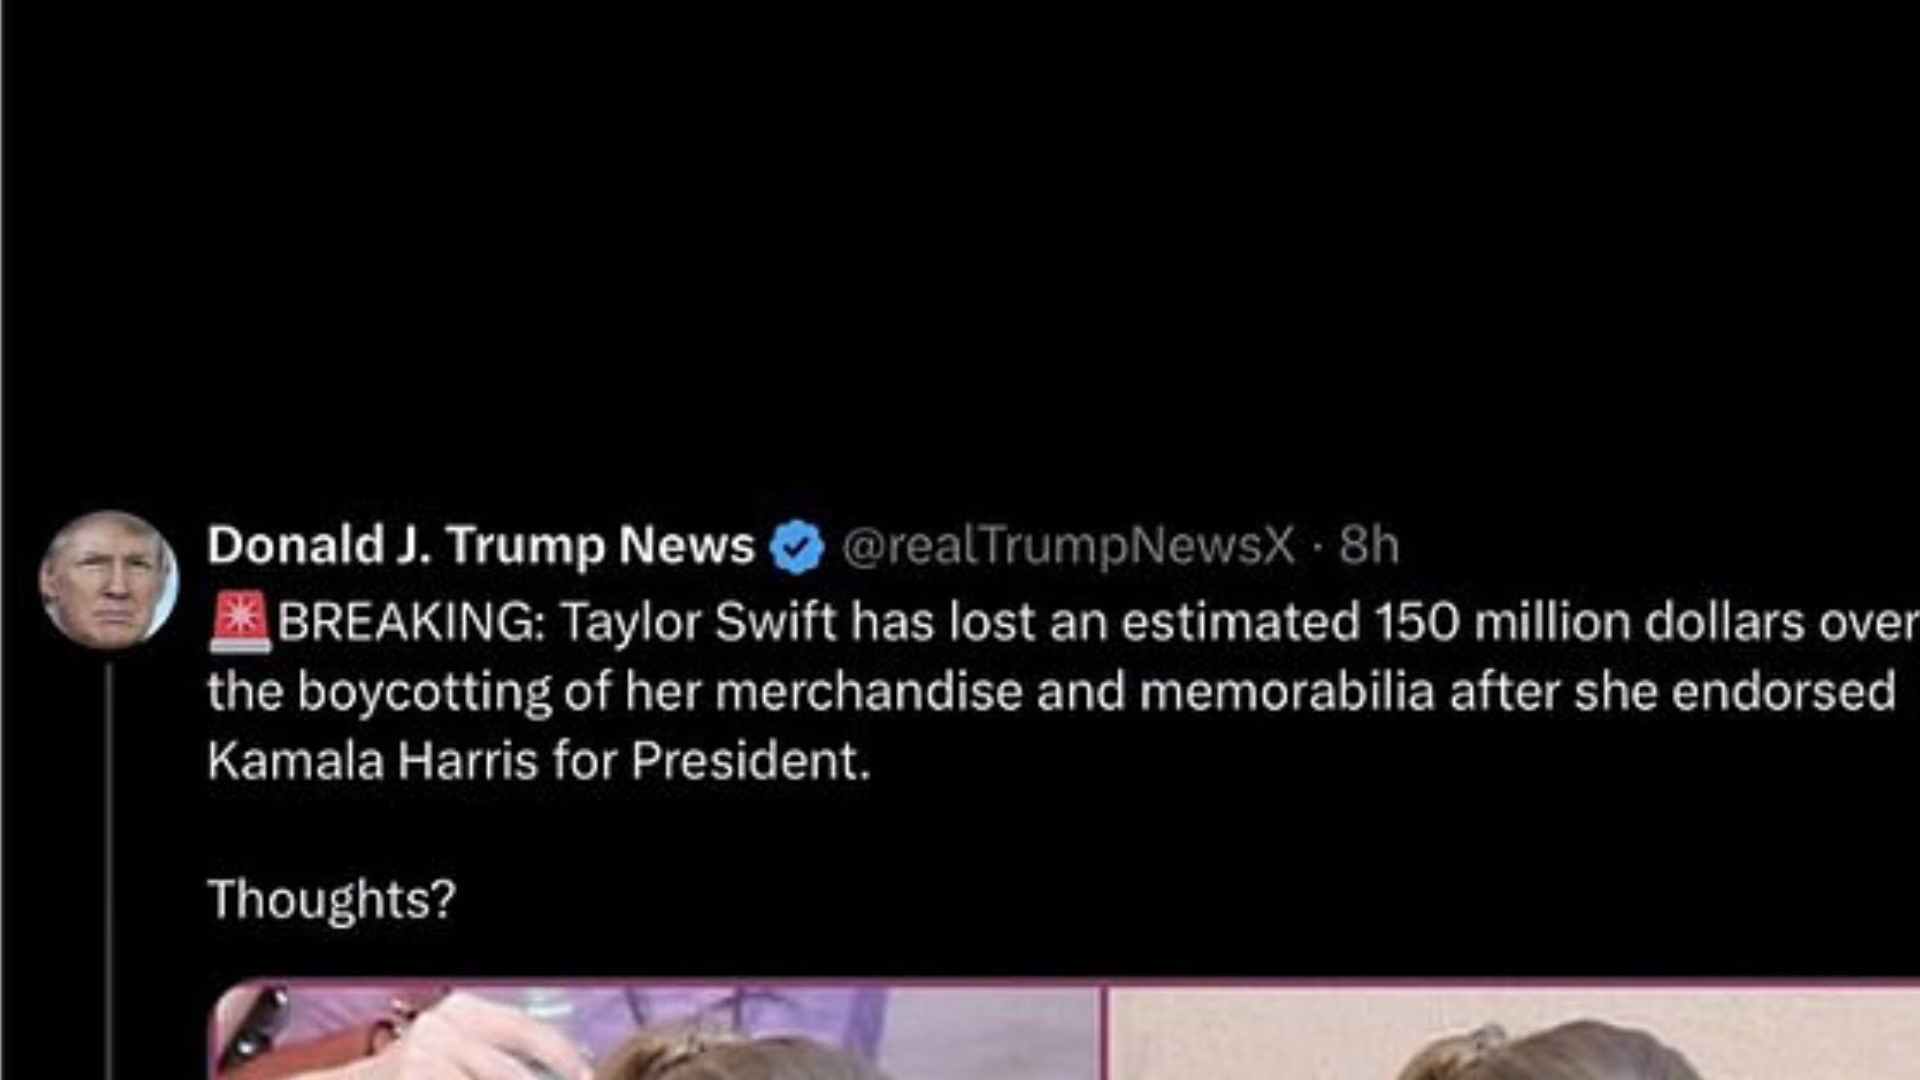 Donald J. Trump News @realTrumpNewsX · 8h
🚨BREAKING: Taylor Swift has lost an estimated 150 million dollars over
the boycotting of her merchandise and memorabilia after she endorsed
Kamala Harris for President.
Thoughts?